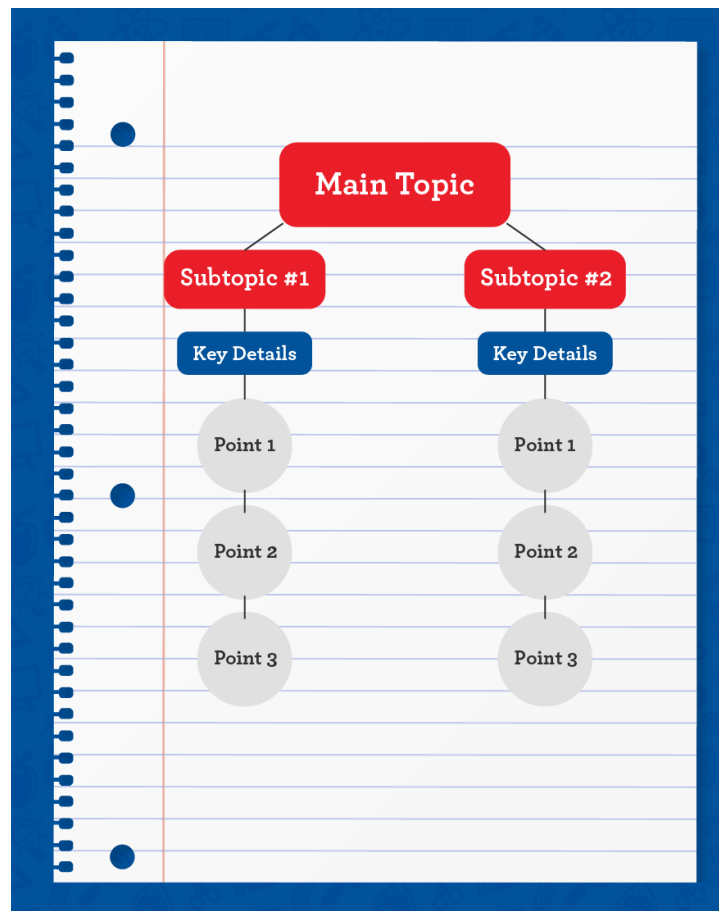 Main Topic
Subtopic #1
Subtopic #2
Key Details
Key Details
Point 1
Point 1
Point 2
Point 2
Point 3
Point 3